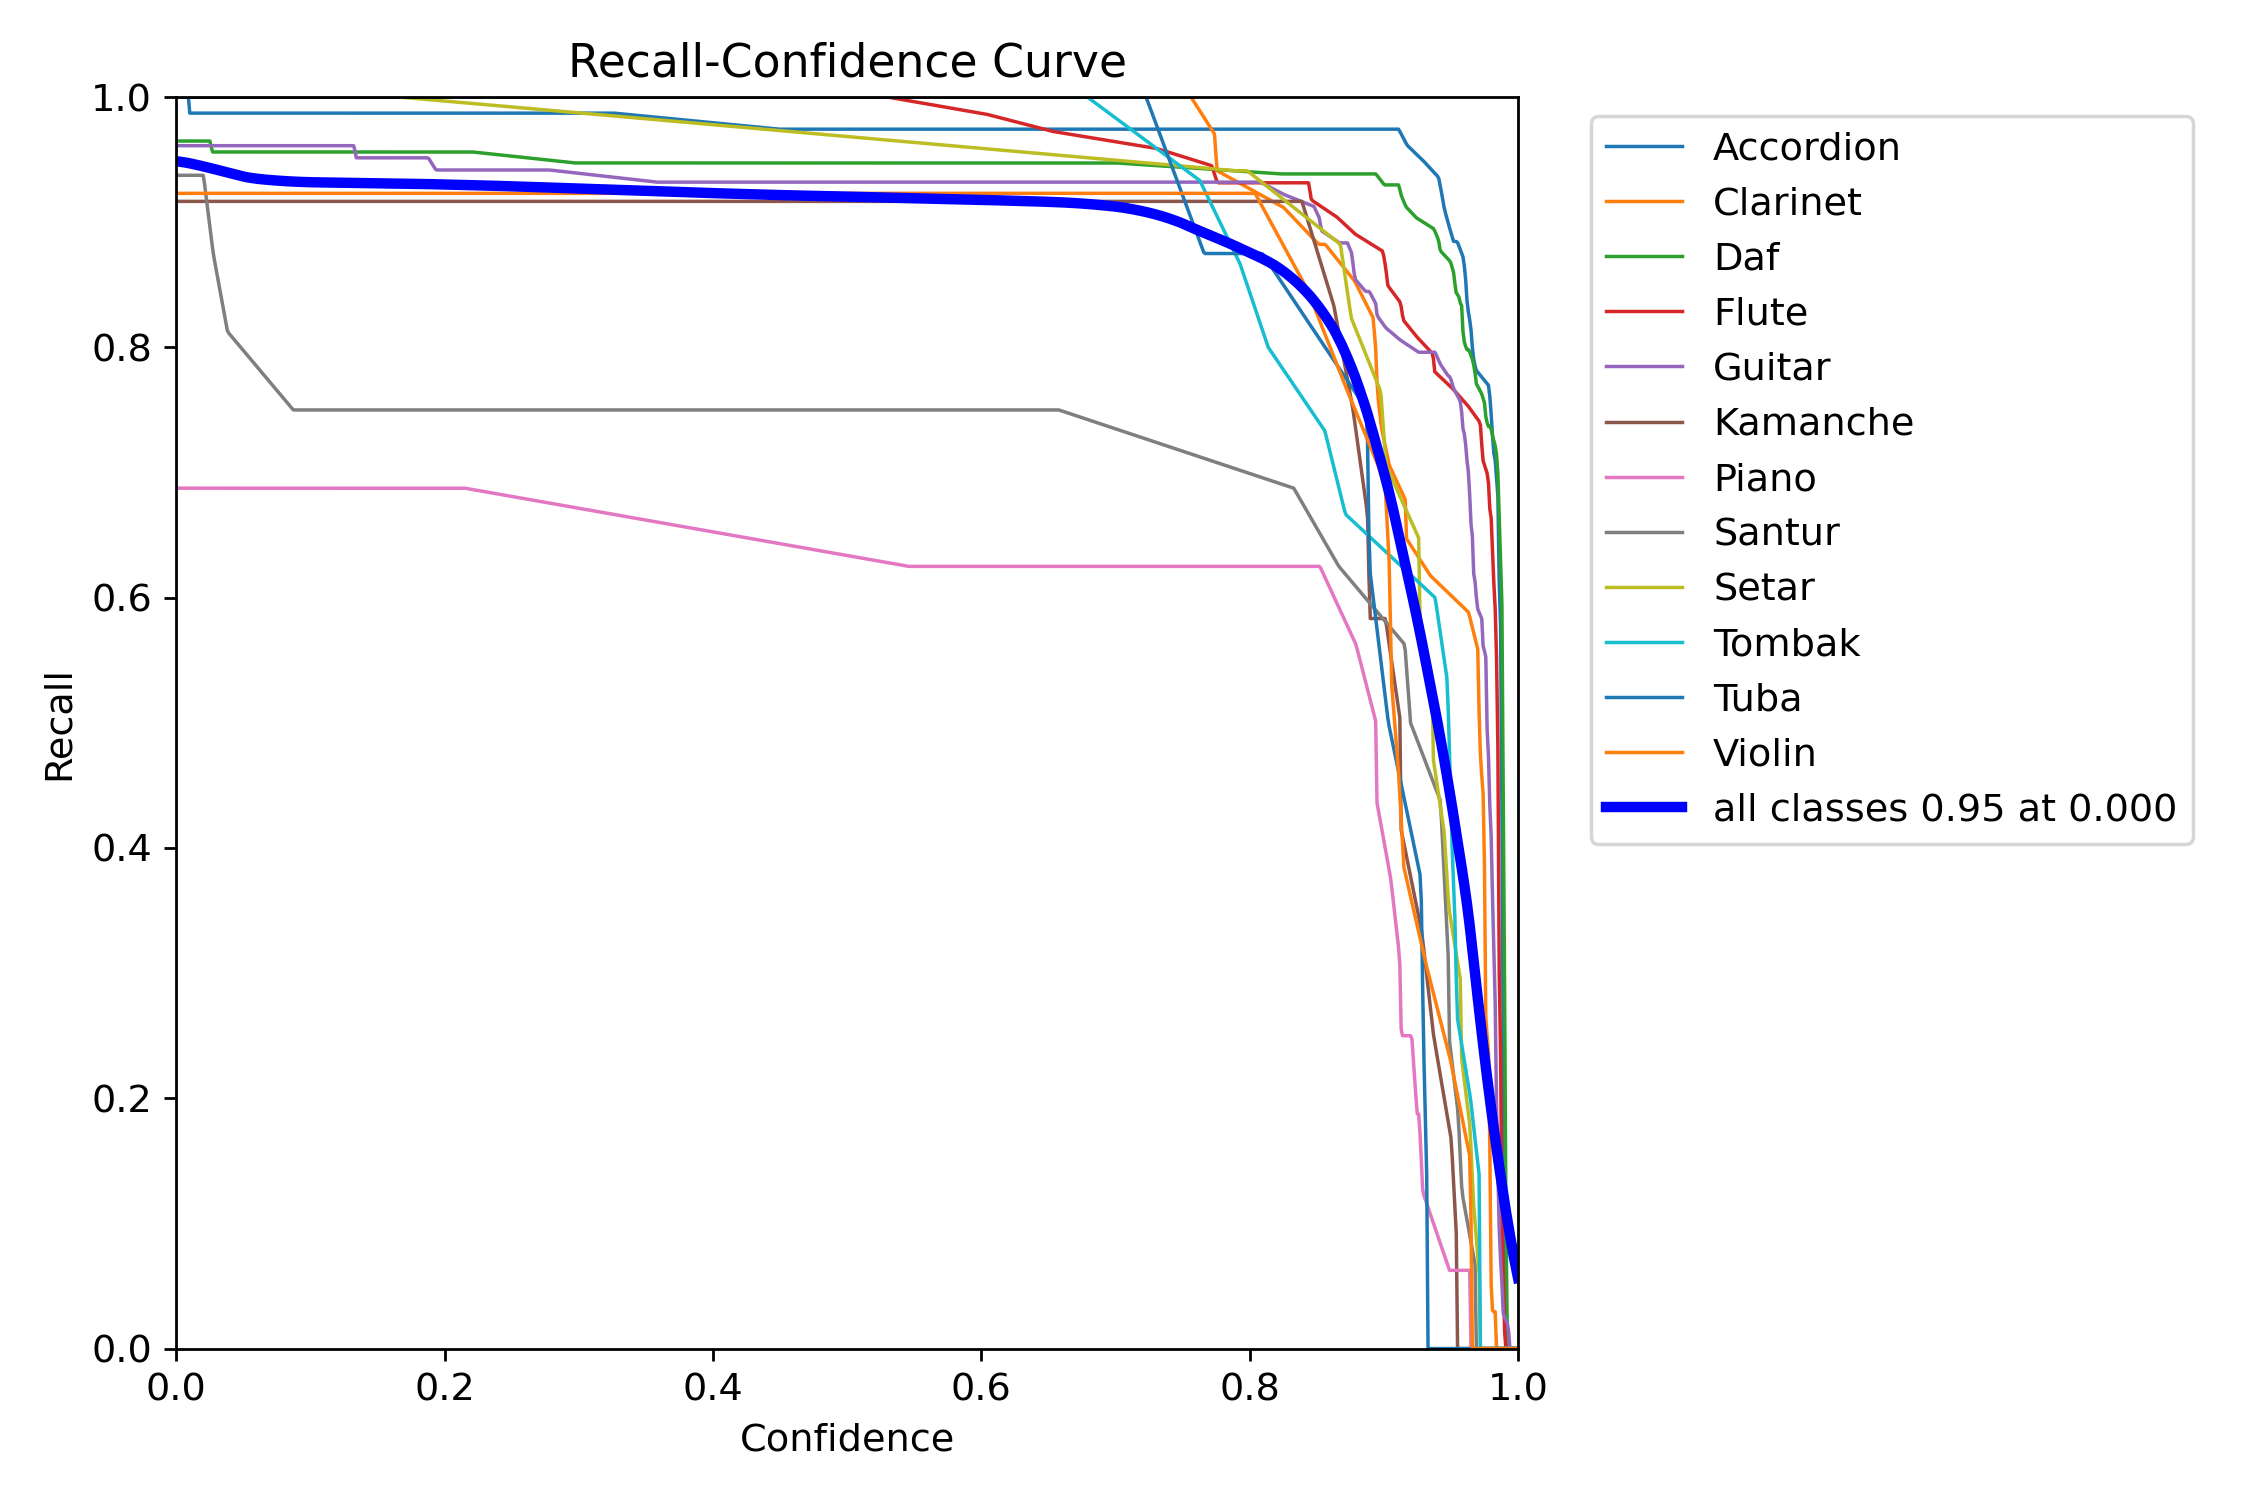 Recall-Confidence Curve
1.0
0.8
0.6
0.4
0.2
0.0
Recall
0.0 0.2 0.4 0.6 0.8 1.0
Confidence
Accordion
Clarinet
Daf
Flute
Guitar
Kamanche
Piano
Santur
Setar
Tombak
Tuba
Violin
all classes 0.95 at 0.000